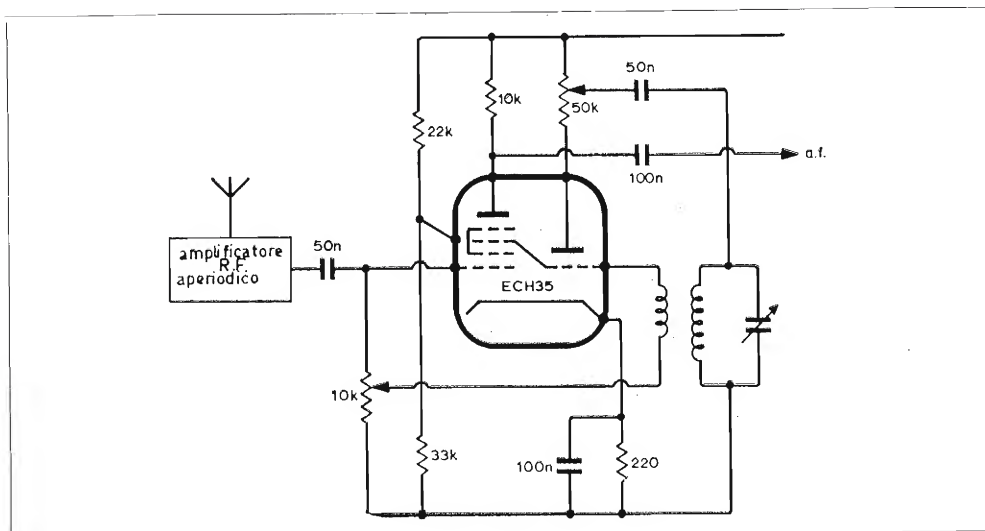 50n
10k
50k
22k
a.f.
100n
amplificatore
R.F.
aperiodico
50n
ECH35
10k
33k
100n
220